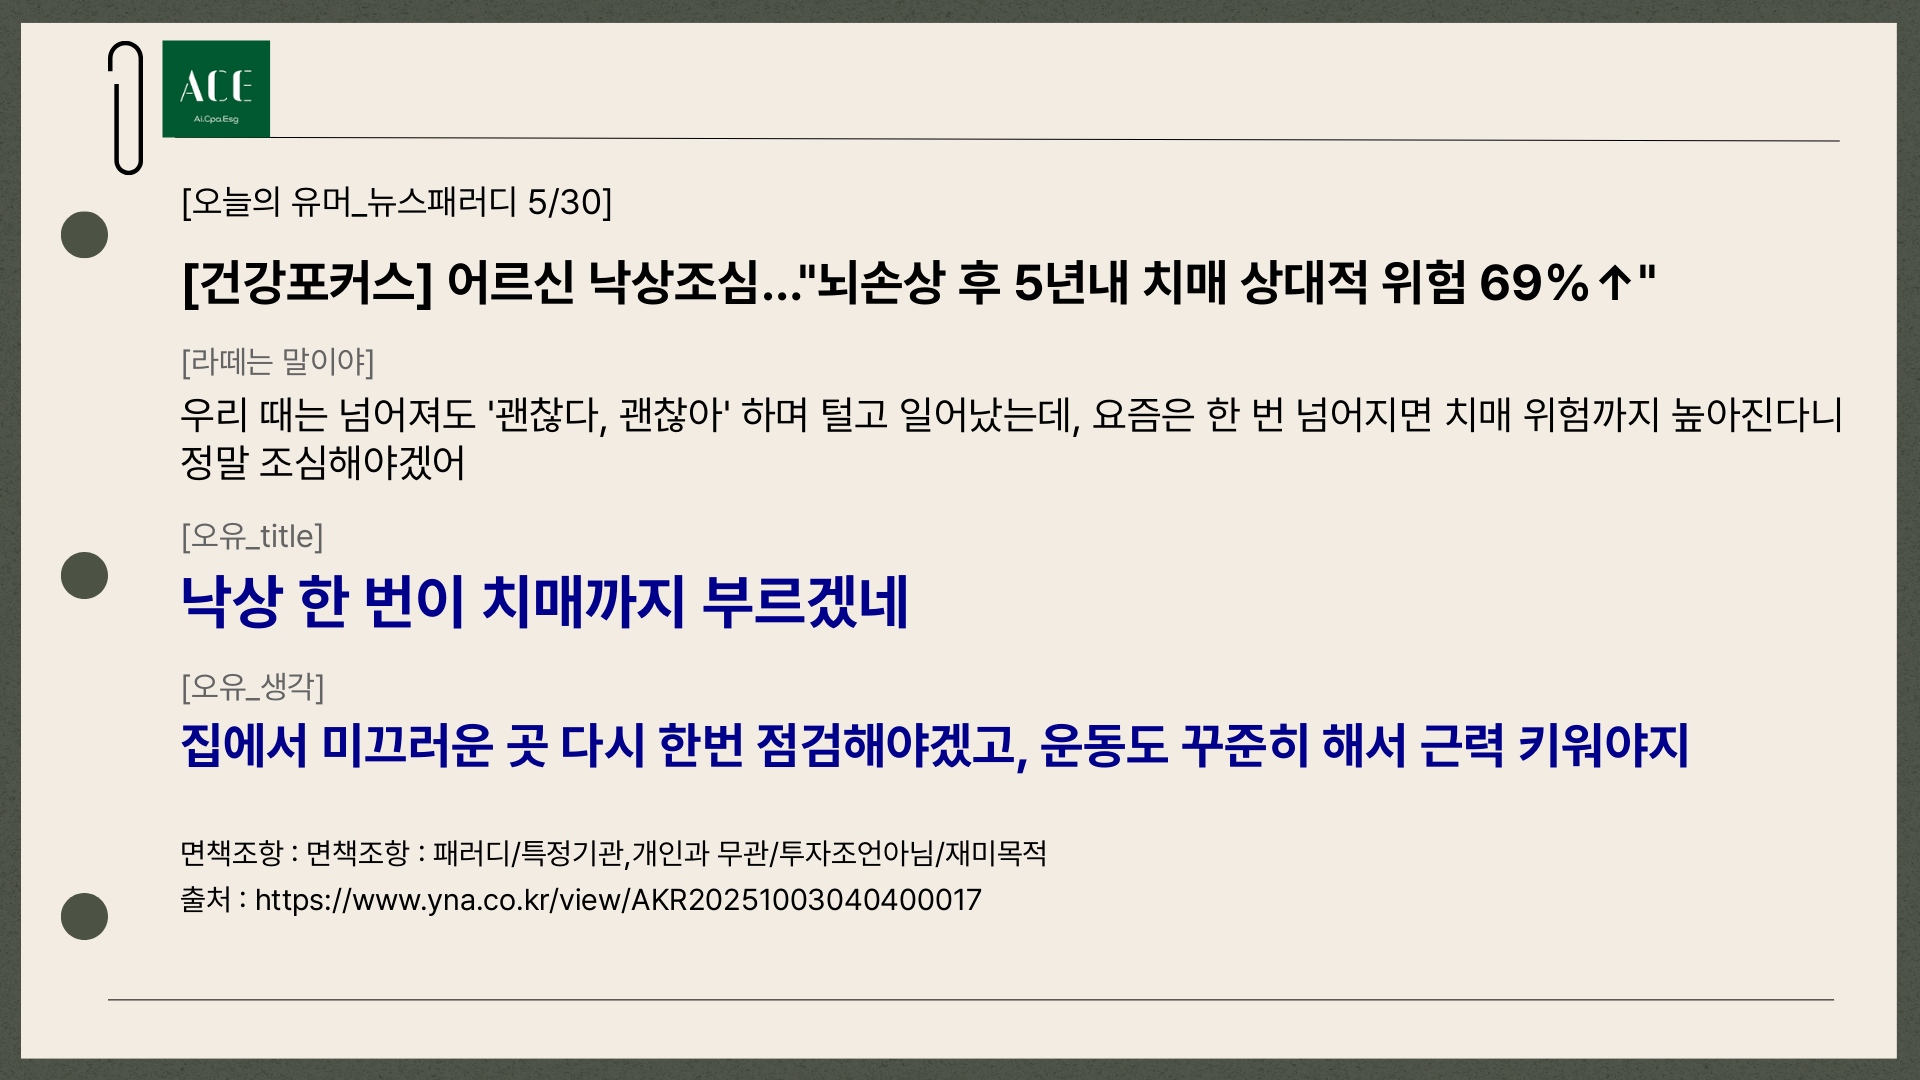 ACE
Ai.Cpa.Esg
[오늘의 유머_뉴스패러디 5/30]
[건강포커스] 어르신 낙상조심..."뇌손상 후 5년내 치매 상대적 위험 69%↑"
[라떼는 말이야]
우리 때는 넘어져도 '괜찮다, 괜찮아' 하며 털고 일어났는데, 요즘은 한 번 넘어지면 치매 위험까지 높아진다니
정말 조심해야겠어
[오유_title]
낙상 한 번이 치매까지 부르겠네
[오유_생각]
집에서 미끄러운 곳 다시 한번 점검해야겠고, 운동도 꾸준히 해서 근력 키워야지
면책조항 : 면책조항 : 패러디/특정기관,개인과 무관/투자조언아님/재미목적
출처 : https://www.yna.co.kr/view/AKR20251003040400017